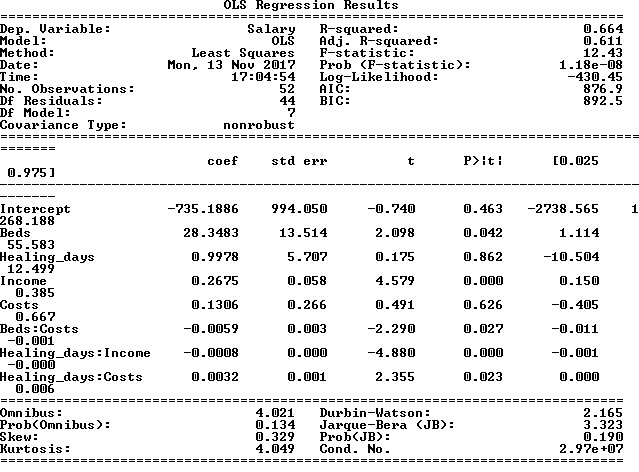 OLS Regression Results
==============================================================================
Dep. Variable: Salary R-squared: 0.664
Model: OLS Adj. R-squared: 0.611
Method: Least Squares F-statistic: 12.43
Date: Mon, 13 Nov 2017 Prob (F-statistic): 1.18e-08
Time: 17:04:54 Log-Likelihood: -430.45
No. Observations: 52 AIC: 876.9
Df Residuals: 44 BIC: 892.5
Df Model: 7
Covariance Type: nonrobust
================================================================================
=======
coef std err t P>|t| [0.025
0.975]
--------------------------------------------------------------------------------
-------
Intercept -735.1886 994.050 -0.740 0.463 -2738.565 1
268.188
Beds 28.3483 13.514 2.098 0.042 1.114
55.583
Healing_days 0.9978 5.707 0.175 0.862 -10.504
12.499
Income 0.2675 0.058 4.579 0.000 0.150
0.385
Costs 0.1306 0.266 0.491 0.626 -0.405
0.667
Beds:Costs -0.0059 0.003 -2.290 0.027 -0.011
-0.001
Healing_days:Income -0.0008 0.000 -4.880 0.000 -0.001
-0.000
Healing_days:Costs 0.0032 0.001 2.355 0.023 0.000
0.006
==============================================================================
Omnibus: 4.021 Durbin-Watson: 2.165
Prob(Omnibus): 0.134 Jarque-Bera (JB): 3.323
Skew: 0.329 Prob(JB): 0.190
Kurtosis: 4.049 Cond. No. 2.97e+07
==============================================================================